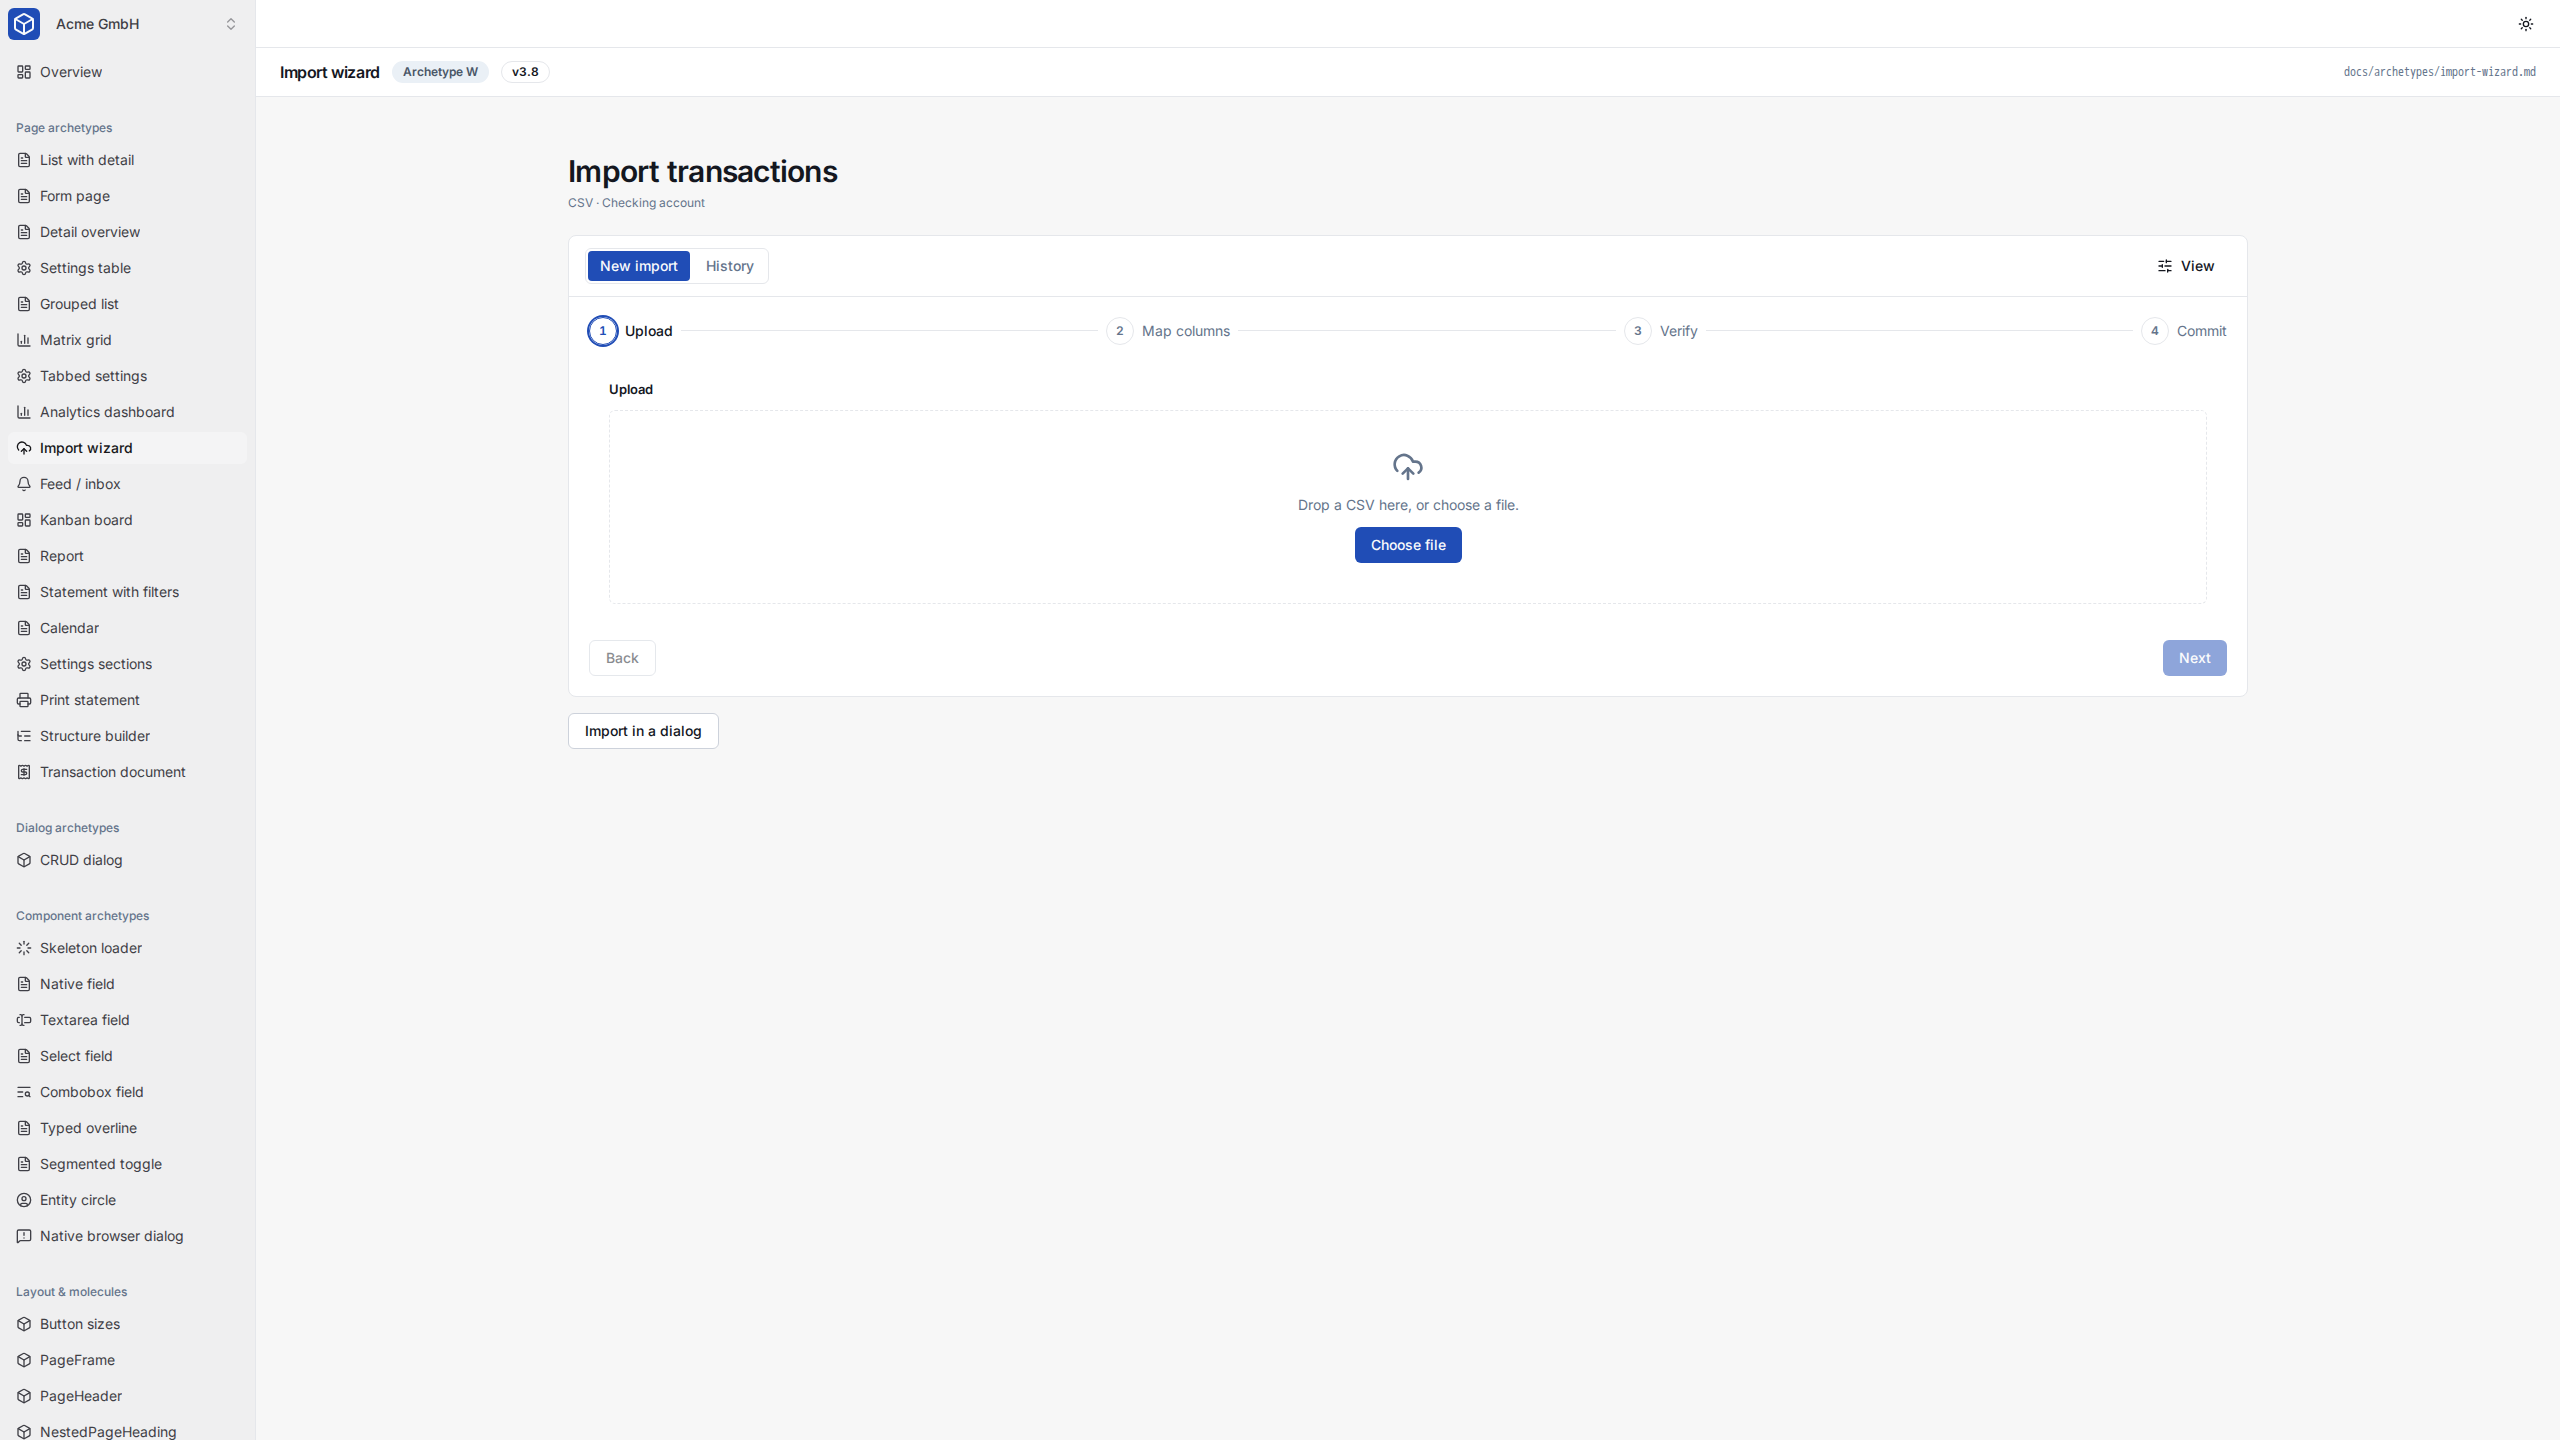 Acme GmbH
Overview
Page archetypes
List with detail
Form page
Detail overview
Settings table
Grouped list
Matrix grid
Tabbed settings
Analytics dashboard
Import wizard
Feed / inbox
Kanban board
Report
Statement with filters
Calendar
Settings sections
Print statement
Structure builder
Transaction document
Dialog archetypes
CRUD dialog
Component archetypes
Skeleton loader
Native field
Textarea field
Select field
Combobox field
Typed overline
Segmented toggle
Entity circle
Native browser dialog
Layout & molecules
Button sizes
PageFrame
PageHeader
NestedPageHeading
Import wizard Archetype W v3.8 docs/archetypes/import-wizard.md
Import transactions
CSV · Checking account
New import History View
1 Upload 2 Map columns 3 Verify 4 Commit
Upload
Drop a CSV here, or choose a file.
Choose file
Back Next
Import in a dialog